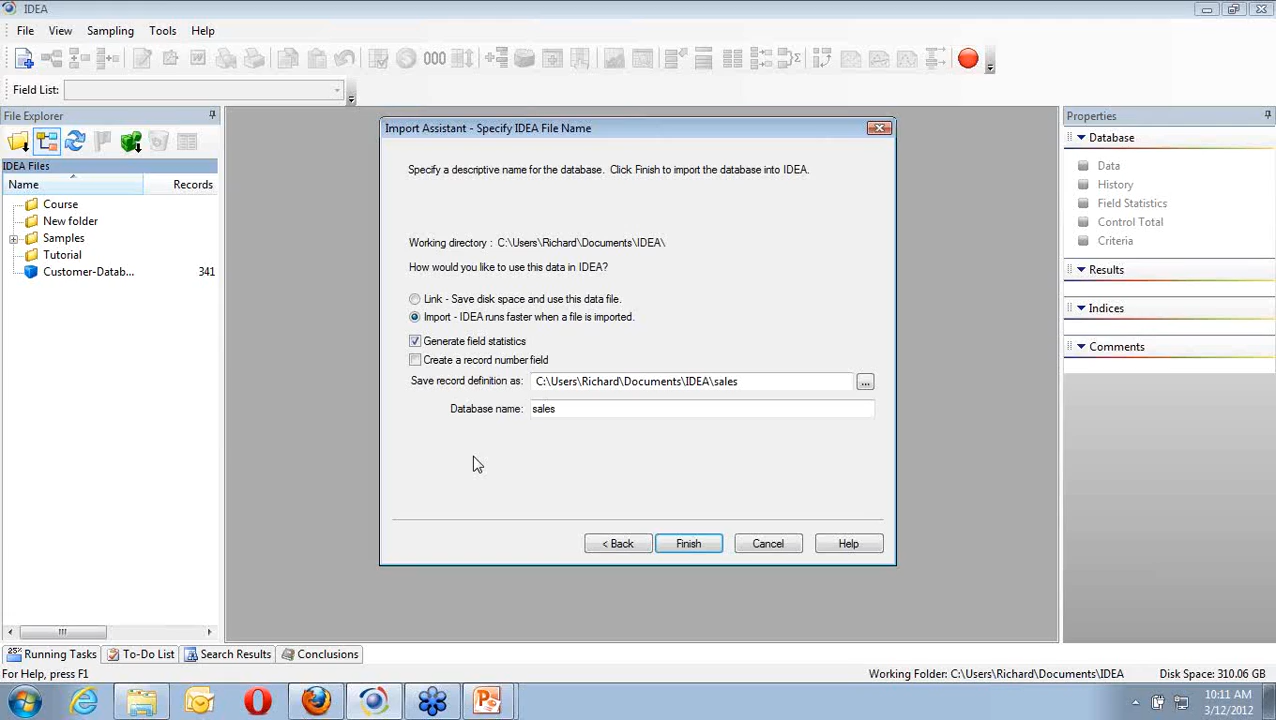 IDEA
File View Sampling Tools Help
Field List:
File Explorer
IDEA Files
Name Records
Course
New folder
Samples
Tutorial
Customer-Datab... 341
Import Assistant - Specify IDEA File Name
Specify a descriptive name for the database. Click Finish to import the database into IDEA.
Working directory : C:\Users\Richard\Documents\IDEA\
How would you like to use this data in IDEA?
Link - Save disk space and use this data file.
Import - IDEA runs faster when a file is imported.
Generate field statistics
Create a record number field
Save record definition as: C:\Users\Richard\Documents\IDEA\sales ...
Database name: sales
< Back Finish Cancel Help
Properties
Database
Data
History
Field Statistics
Control Total
Criteria
Results
Indices
Comments
Running Tasks To-Do List Search Results Conclusions
For Help, press F1 Working Folder: C:\Users\Richard\Documents\IDEA Disk Space: 310.06 GB
10:11 AM
3/12/2012